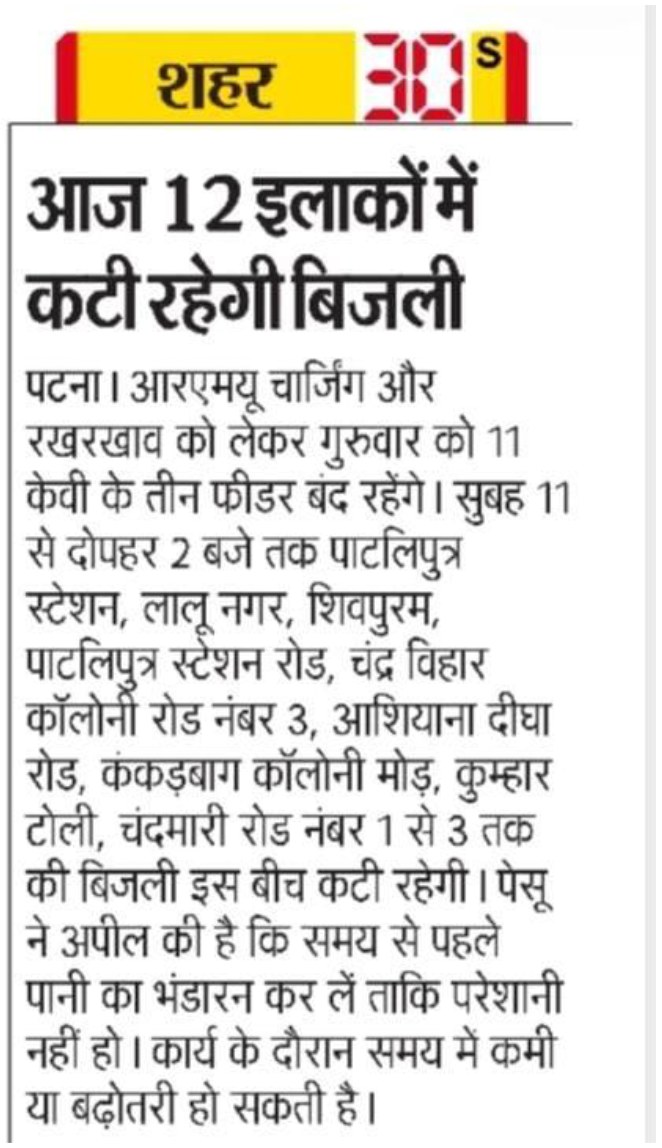 शहर 30 S
आज 12 इलाकों में
कटी रहेगी बिजली
पटना। आरएमयू चार्जिंग और
रखरखाव को लेकर गुरुवार को 11
केवी के तीन फीडर बंद रहेंगे। सुबह 11
से दोपहर 2 बजे तक पाटलिपुत्र
स्टेशन, लालू नगर, शिवपुरम,
पाटलिपुत्र स्टेशन रोड, चंद्र विहार
कॉलोनी रोड नंबर 3, आशियाना दीघा
रोड, कंकड़बाग कॉलोनी मोड़, कुम्हार
टोली, चंदमारी रोड नंबर 1 से 3 तक
की बिजली इस बीच कटी रहेगी। पेसू
ने अपील की है कि समय से पहले
पानी का भंडारन कर लें ताकि परेशानी
नहीं हो। कार्य के दौरान समय में कमी
या बढ़ोतरी हो सकती है।